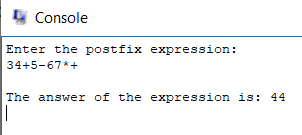 Console
Enter the postfix expression:
34+5-67*+
The answer of the expression is: 44